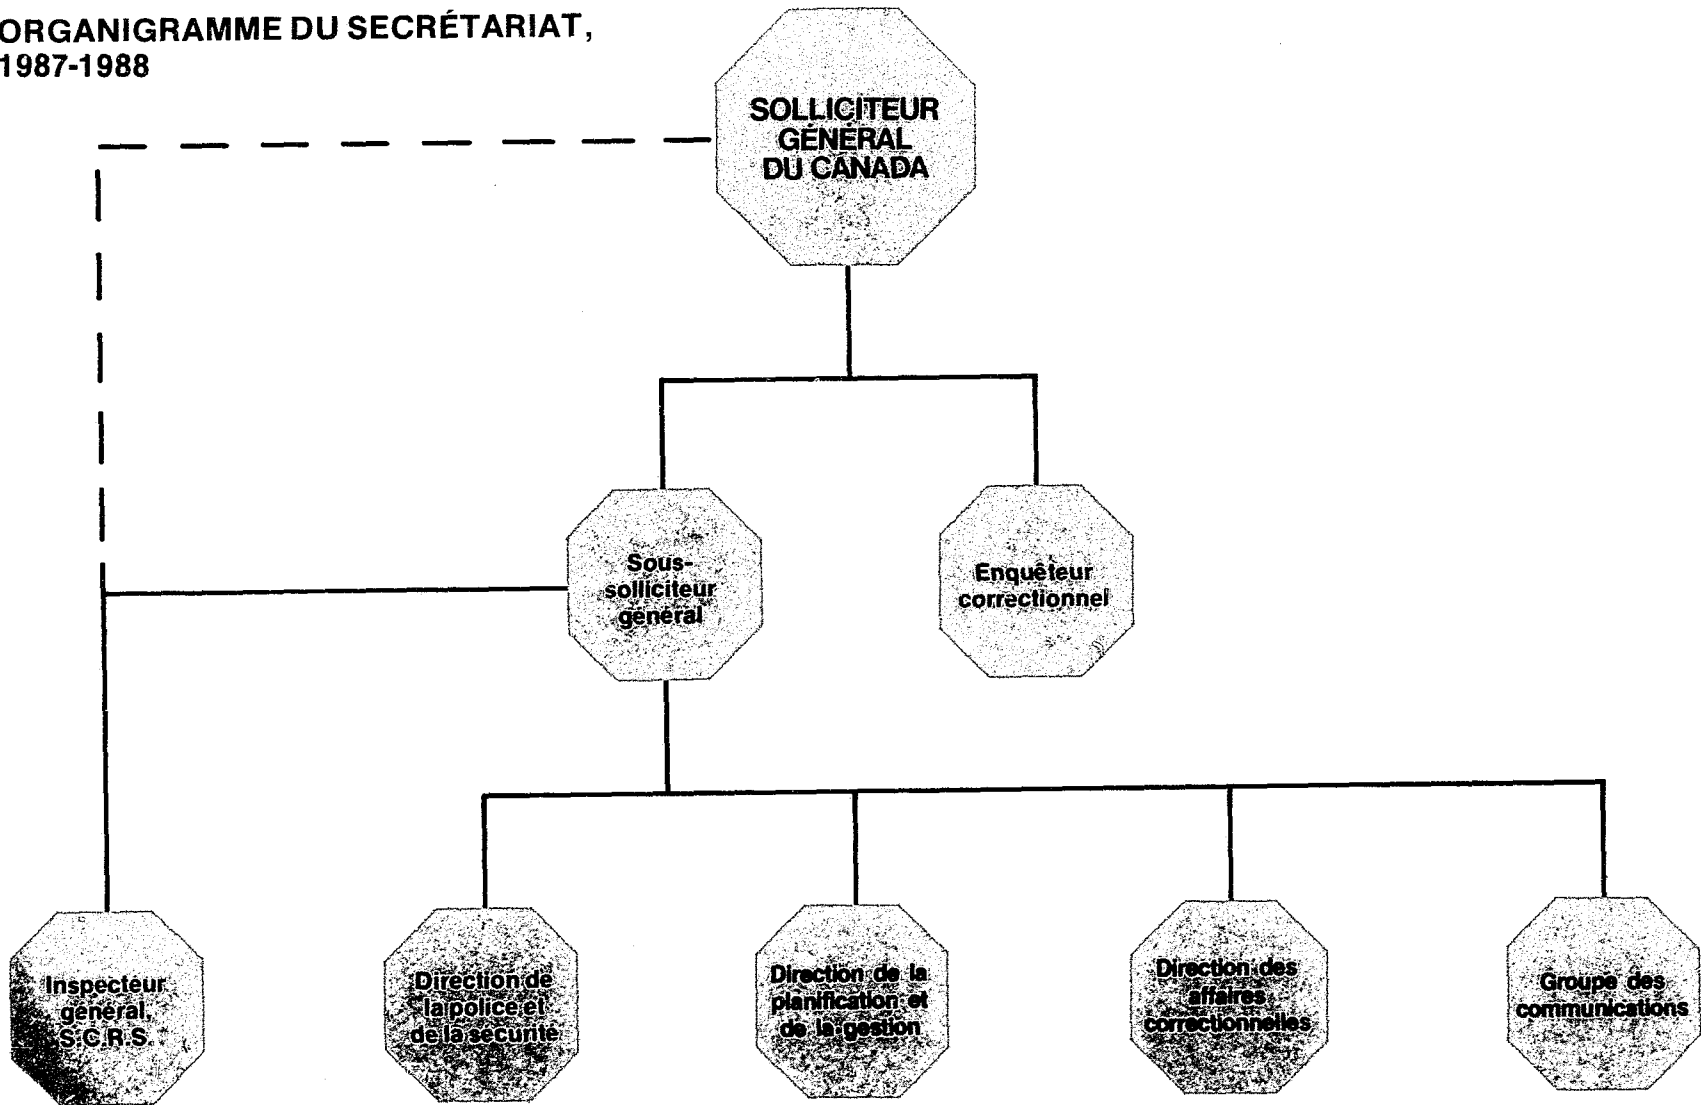 ORGANIGRAMME DU SECRÉTARIAT,
1987-1988
SOLLICITEUR
GÉNÉRAL
DU CANADA
Sous-
solliciteur
général
Enquêteur
correctionnel
Inspecteur
général,
S.C.R.S.
Direction de
la police et
de la sécurité
Direction de la
planification et
de la gestion
Direction des
affaires
correctionnelles
Groupe des
communications